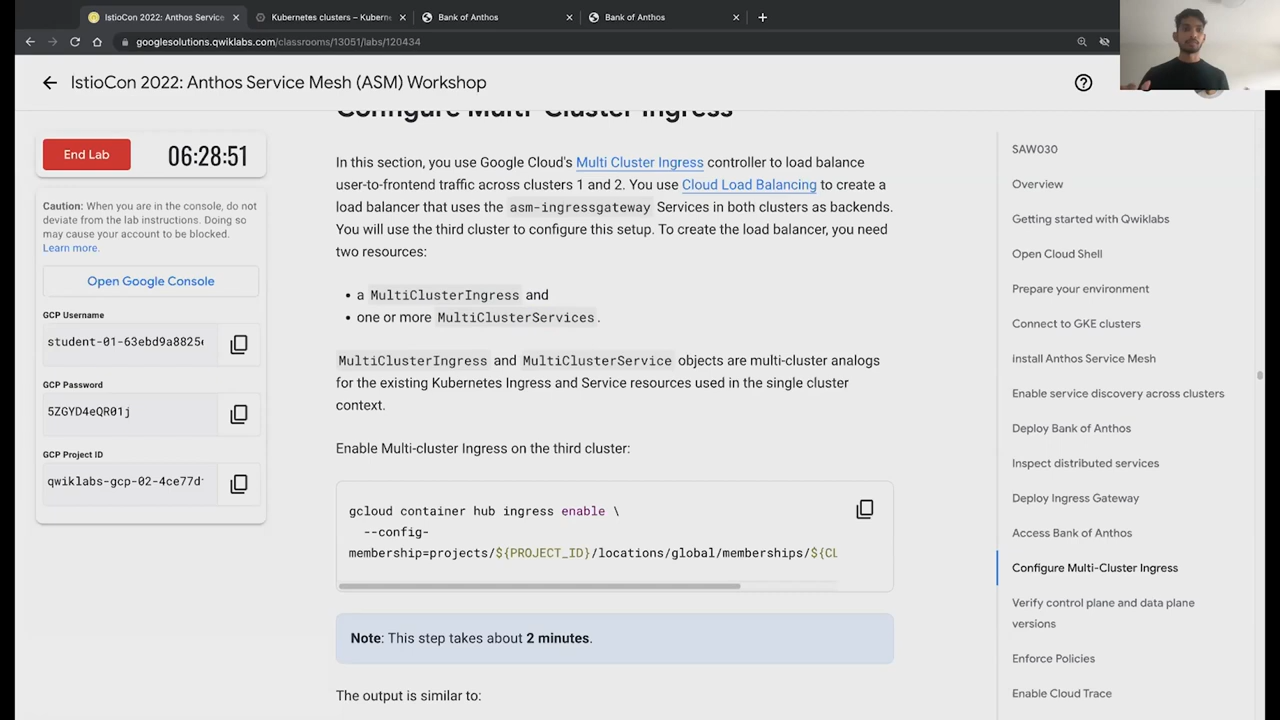 IstioCon 2022: Anthos Service
Kubernetes clusters – Kubern
Bank of Anthos
Bank of Anthos
googlesolutions.qwiklabs.com/classrooms/13051/labs/120434
IstioCon 2022: Anthos Service Mesh (ASM) Workshop
End Lab
06:28:51
Caution: When you are in the console, do not
deviate from the lab instructions. Doing so
may cause your account to be blocked.
Learn more.
Open Google Console
GCP Username
student-01-63ebd9a8825
GCP Password
5ZGYD4eQR01j
GCP Project ID
qwiklabs-gcp-02-4ce77d
Configure Multi-Cluster Ingress
In this section, you use Google Cloud's Multi Cluster Ingress controller to load balance
user-to-frontend traffic across clusters 1 and 2. You use Cloud Load Balancing to create a
load balancer that uses the asm-ingressgateway Services in both clusters as backends.
You will use the third cluster to configure this setup. To create the load balancer, you need
two resources:
• a MultiClusterIngress and
• one or more MultiClusterServices.
MultiClusterIngress and MultiClusterService objects are multi-cluster analogs
for the existing Kubernetes Ingress and Service resources used in the single cluster
context.
Enable Multi-cluster Ingress on the third cluster:
gcloud container hub ingress enable \
--config-
membership=projects/${PROJECT_ID}/locations/global/memberships/${CL
Note: This step takes about 2 minutes.
The output is similar to:
SAW030
Overview
Getting started with Qwiklabs
Open Cloud Shell
Prepare your environment
Connect to GKE clusters
install Anthos Service Mesh
Enable service discovery across clusters
Deploy Bank of Anthos
Inspect distributed services
Deploy Ingress Gateway
Access Bank of Anthos
Configure Multi-Cluster Ingress
Verify control plane and data plane
versions
Enforce Policies
Enable Cloud Trace